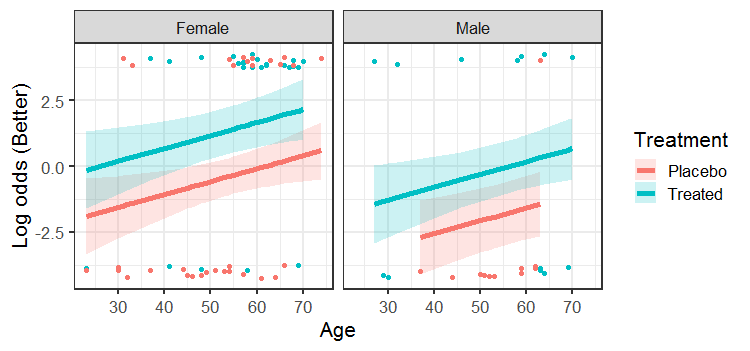 Female
Male
Log odds (Better)
2.5
0.0
-2.5
30
40
50
60
70
30
40
50
60
70
Age
Treatment
Placebo
Treated